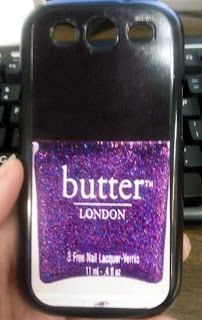 butter™
LONDON
3 Free Nail Lacquer-Vernis
11 ml - .4 fl oz